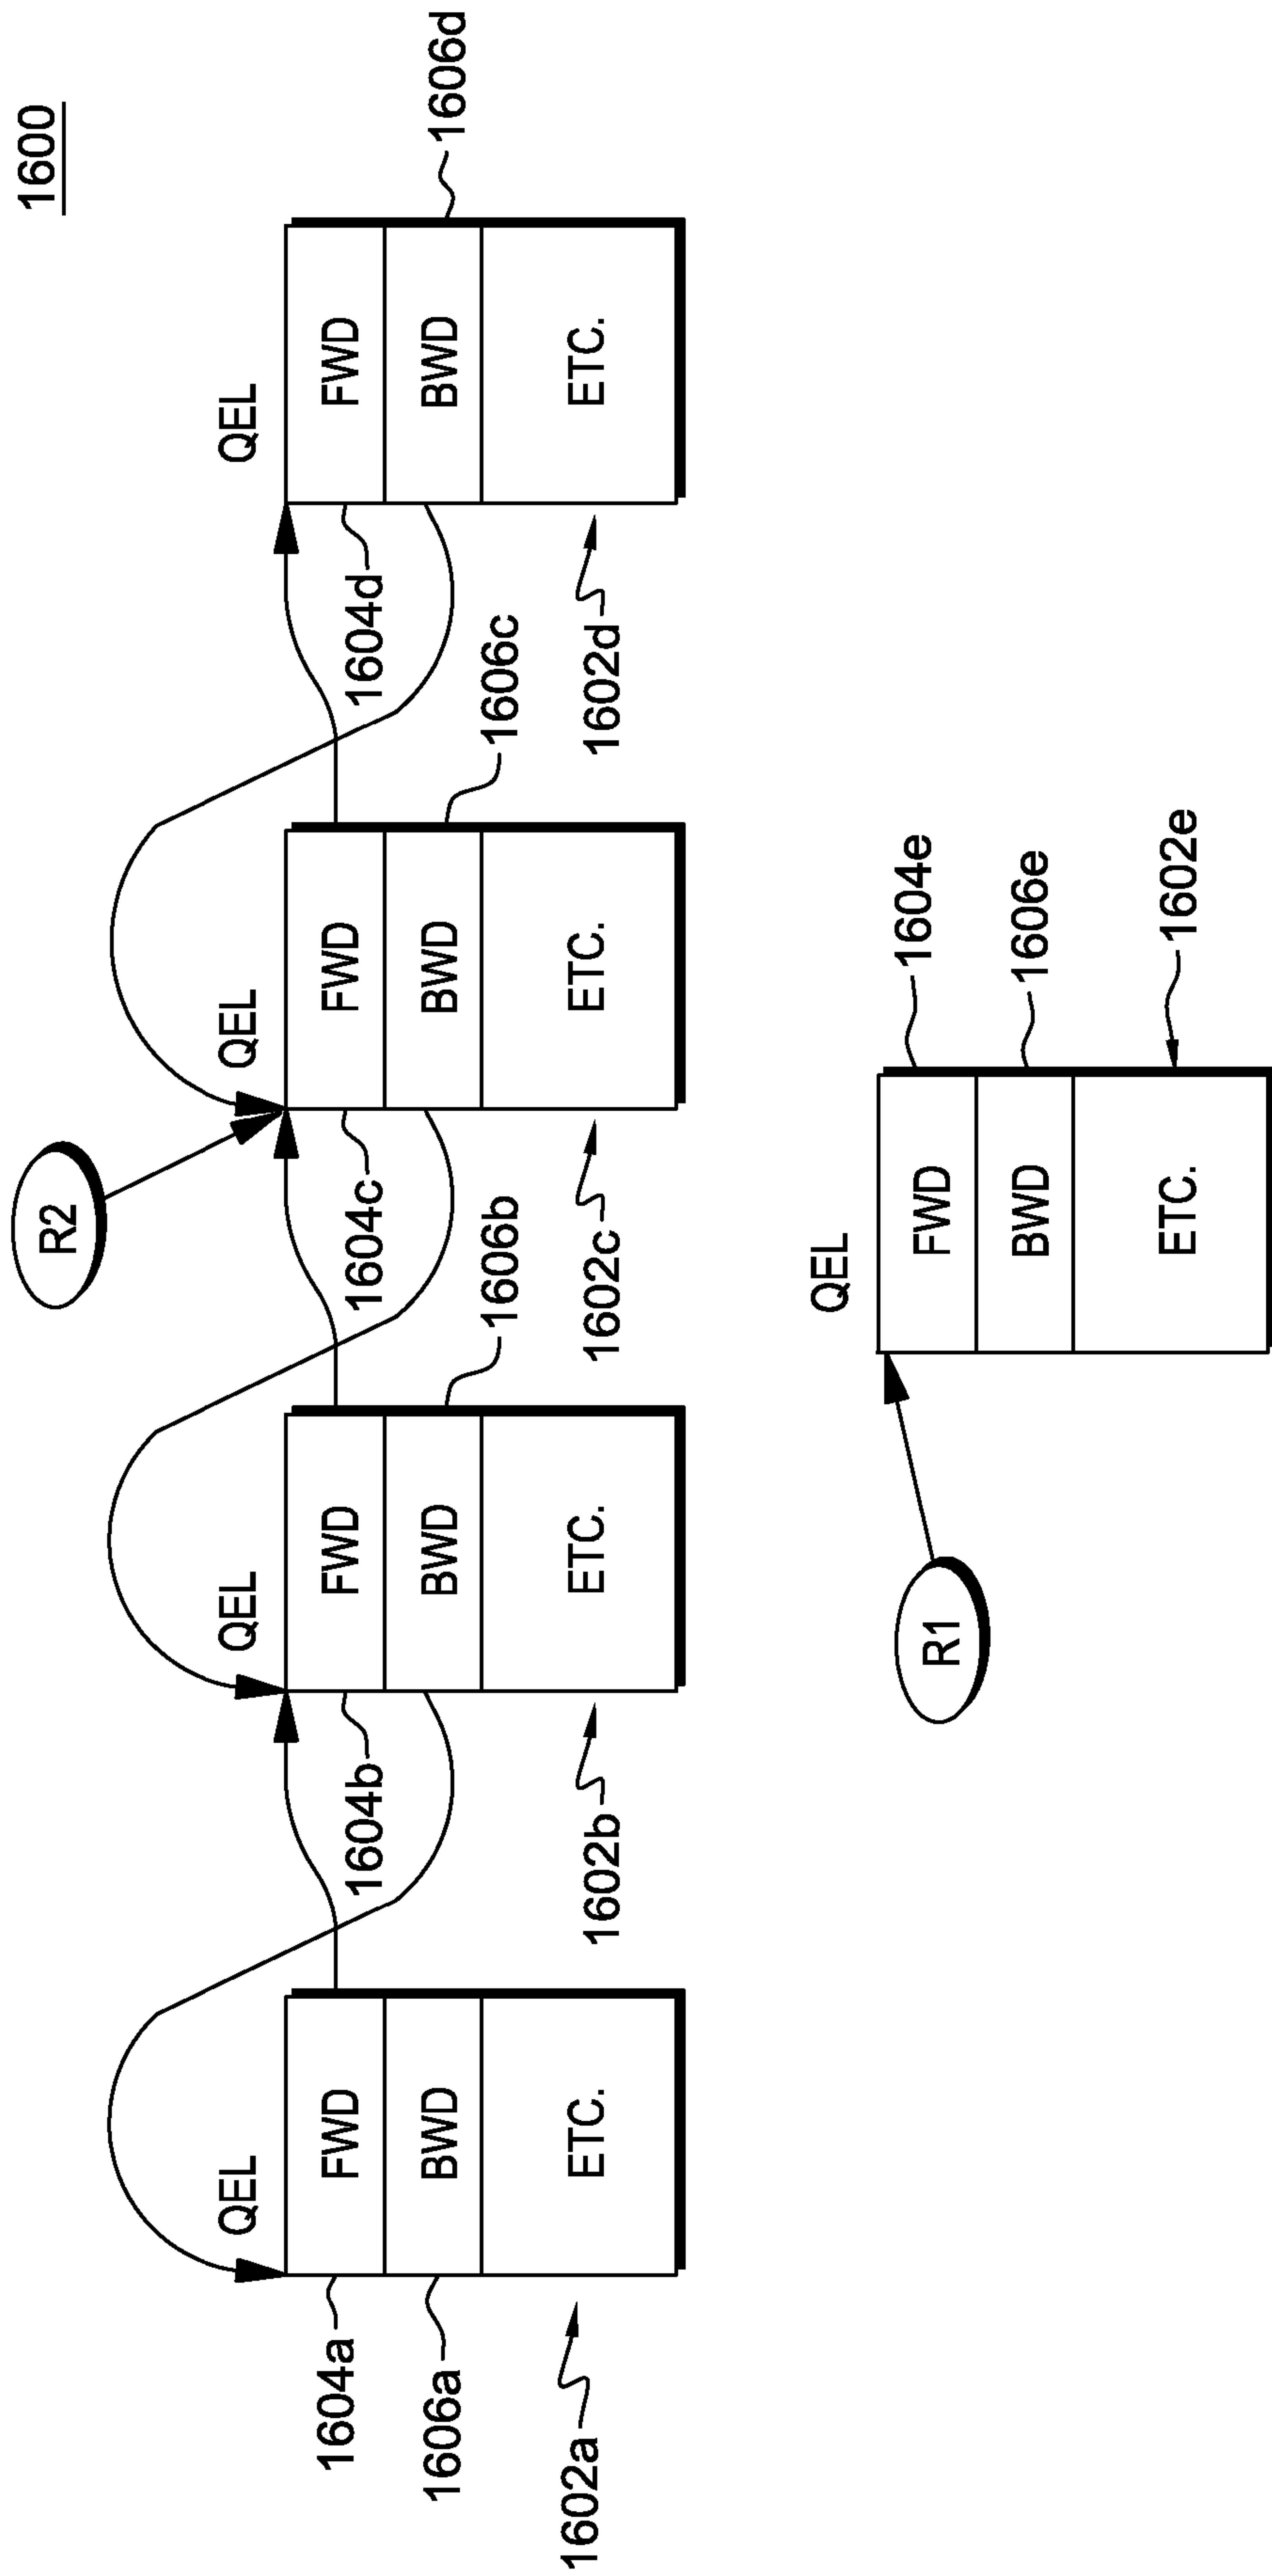 1600
R2
QEL
QEL
QEL
QEL
1604a
FWD
1604b
FWD
1604c
FWD
1604d
FWD
1606a
BWD
BWD
1606b
BWD
1606c
BWD
1606d
1602a
ETC.
1602b
ETC.
1602c
ETC.
1602d
ETC.
QEL
R1
FWD
1604e
BWD
1606e
ETC.
1602e